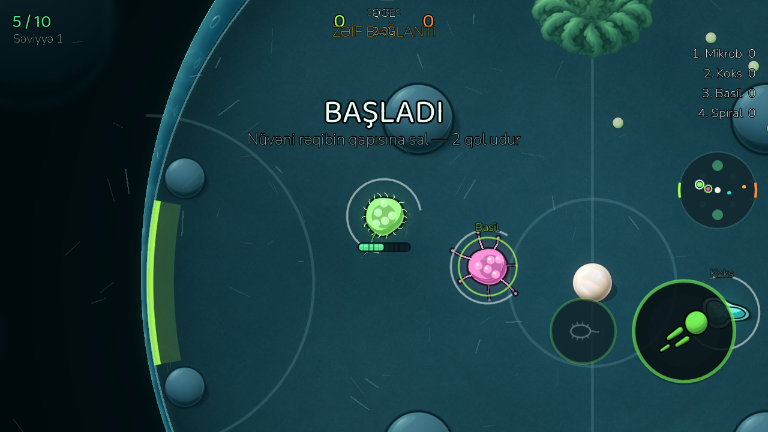 5 / 10
Səviyyə 1
0
0
ZƏİF BAĞLANTI
1. Mikrob 0
2. Koks 0
3. Basil 0
4. Spiral 0
BAŞLADI
Nüvəni rəqibin qapısına sal — 2 qol udur
Basil
Koks